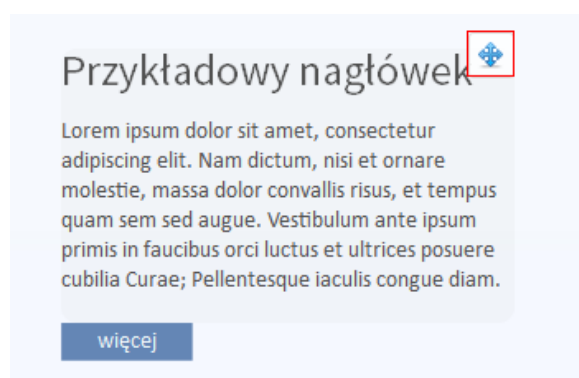 Przykładowy nagłówek
Lorem ipsum dolor sit amet, consectetur
adipiscing elit. Nam dictum, nisi et ornare
molestie, massa dolor convallis risus, et tempus
quam sem sed augue. Vestibulum ante ipsum
primis in faucibus orci luctus et ultrices posuere
cubilia Curae; Pellentesque iaculis congue diam.
więcej